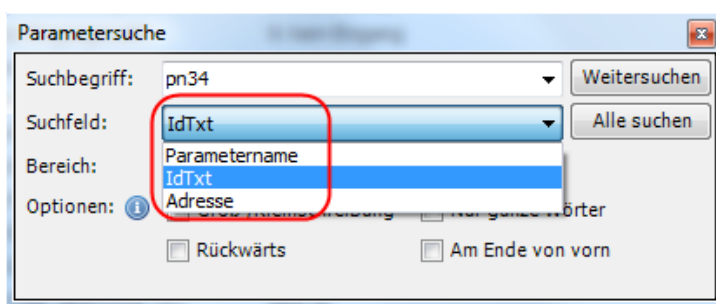 Parametersuche
Suchbegriff: pn34 Weitersuchen
Suchfeld: IdTxt Alle suchen
Parametername
Bereich:
IdTxt
Adresse
Optionen:
Rückwärts Am Ende von vorn